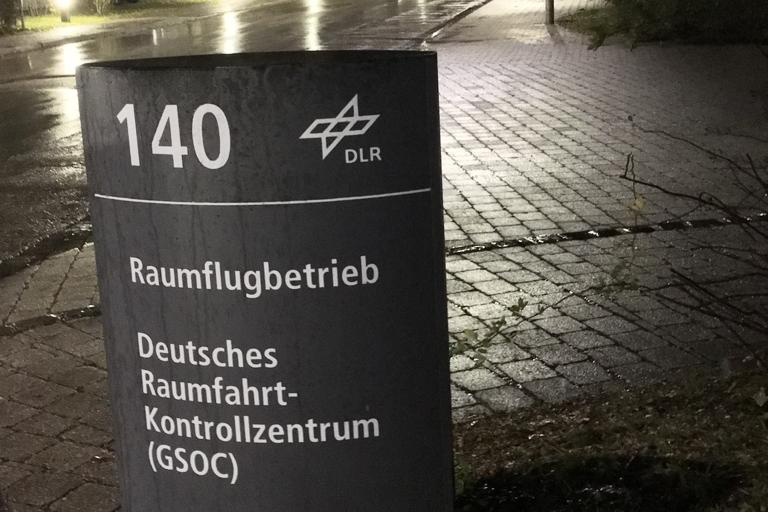 140
DLR
Raumflugbetrieb
Deutsches
Raumfahrt-
Kontrollzentrum
(GSOC)